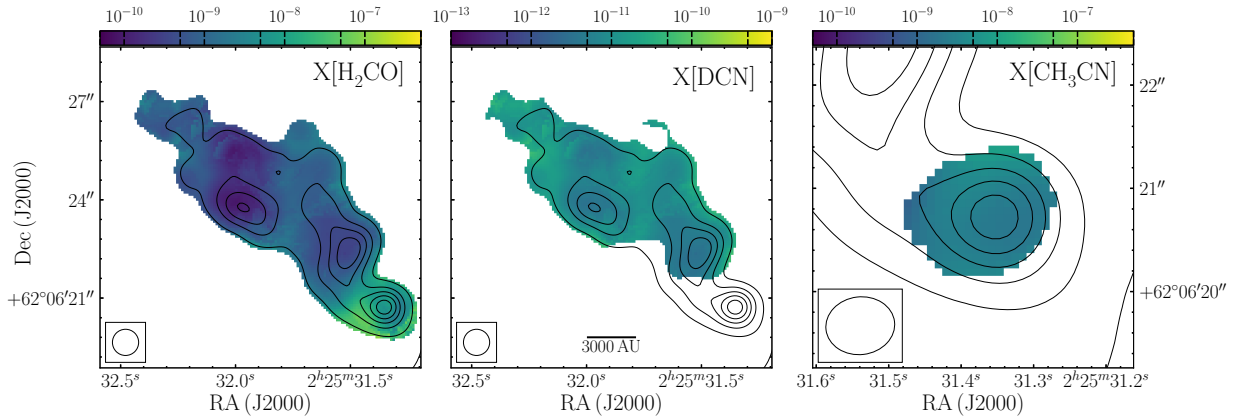 10⁻¹⁰ 10⁻⁹ 10⁻⁸ 10⁻⁷
10⁻¹³ 10⁻¹² 10⁻¹¹ 10⁻¹⁰ 10⁻⁹
10⁻¹⁰ 10⁻⁹ 10⁻⁸ 10⁻⁷
X[H₂CO]
X[DCN]
X[CH₃CN]
27″
24″
+62°06′21″
Dec (J2000)
22″
21″
+62°06′20″
3000 AU
32.5ˢ 32.0ˢ 2ʰ25ᵐ31.5ˢ
32.5ˢ 32.0ˢ 2ʰ25ᵐ31.5ˢ
31.6ˢ 31.5ˢ 31.4ˢ 31.3ˢ 2ʰ25ᵐ31.2ˢ
RA (J2000)
RA (J2000)
RA (J2000)